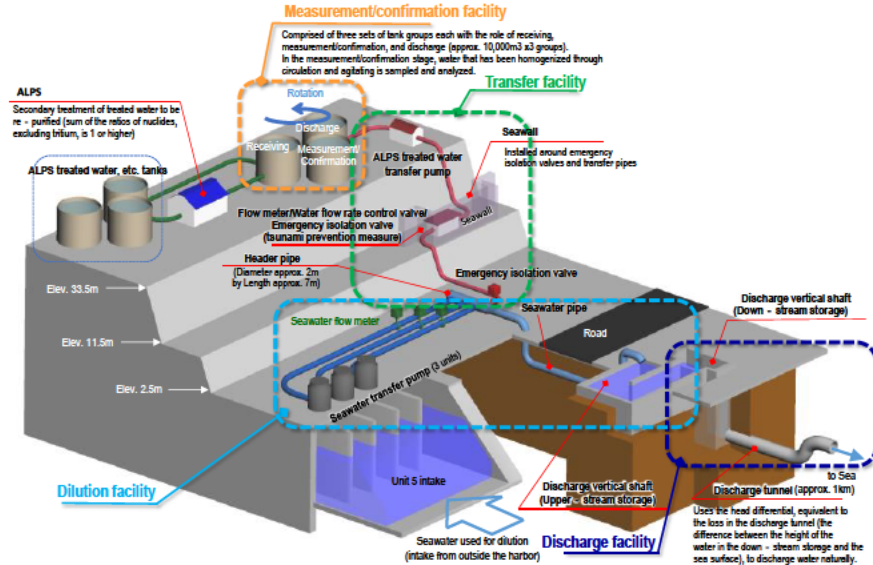 Measurement/confirmation facility
Comprised of three sets of tank groups each with the role of receiving,
measurement/confirmation, and discharge (approx. 10,000m3 x3 groups).
In the measurement/confirmation stage, water that has been homogenized through
circulation and agitating is sampled and analyzed.
Transfer facility
ALPS
Secondary treatment of treated water to be
re - purified (sum of the ratios of nuclides,
excluding tritium, is 1 or higher)
Rotation
Discharge
Receiving
Measurement/
Confirmation
Seawall
Installed around emergency
isolation valves and transfer pipes
ALPS treated water
transfer pump
ALPS treated water, etc. tanks
Flow meter/Water flow rate control valve/
Emergency isolation valve
(tsunami prevention measure)
Seawall
Header pipe
(Diameter approx. 2m
by Length approx. 7m)
Emergency isolation valve
Elev. 33.5m
Seawater flow meter
Seawater pipe
Discharge vertical shaft
(Down - stream storage)
Road
Elev. 11.5m
Elev. 2.5m
Seawater transfer pump (3 units)
Dilution facility
Unit 5 intake
Discharge vertical shaft
(Upper - stream storage)
to Sea
Discharge tunnel (approx. 1km)
Uses the head differential, equivalent to
the loss in the discharge tunnel (the
difference between the height of the
water in the down - stream storage and the
sea surface), to discharge water naturally.
Seawater used for dilution
(intake from outside the harbor)
Discharge facility